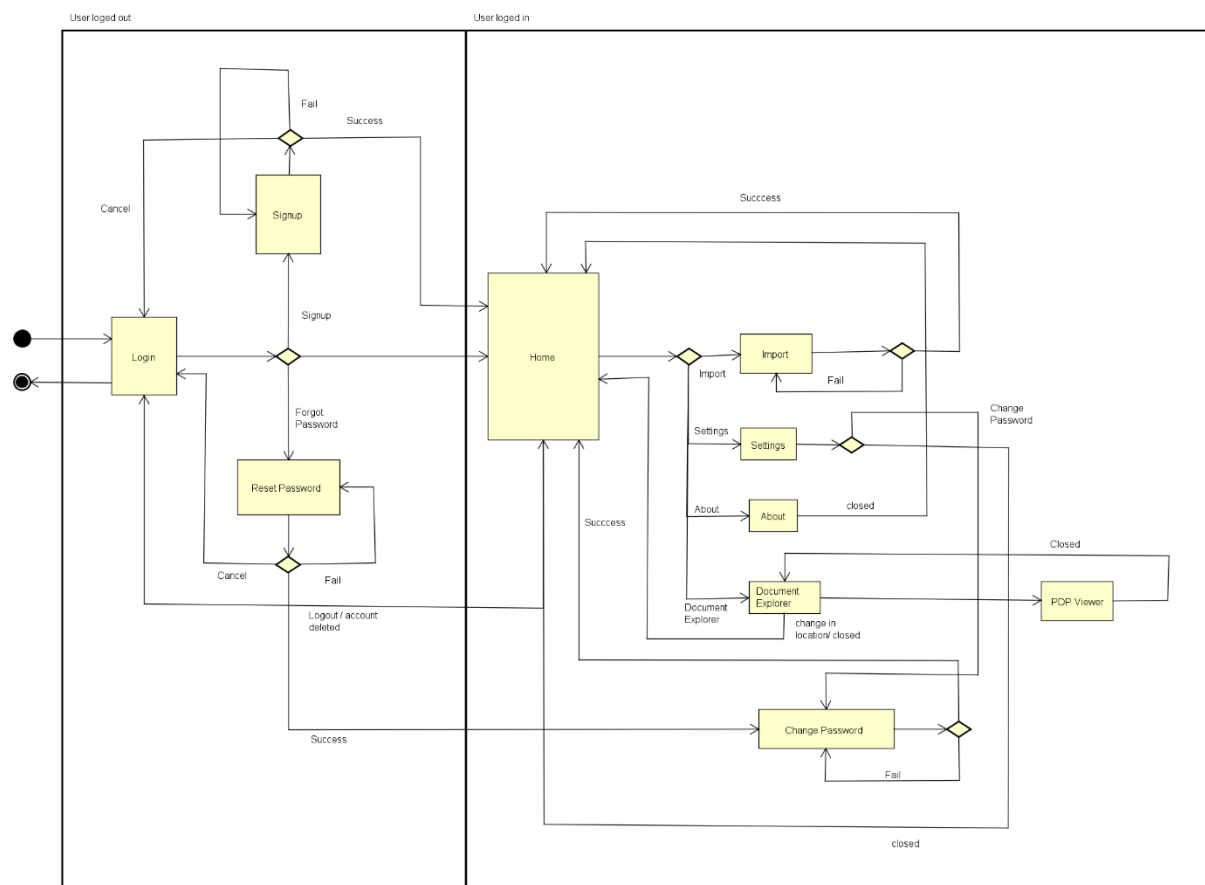 User loged out
User loged in
Fail
Success
Cancel
Signup
Succcess
Signup
Login
Home
Import
Import
Fail
Change
Password
Forgot
Password
Settings
Settings
Reset Password
About
About
closed
Succcess
Closed
Cancel
Fail
Document
Explorer
PDP Viewer
Document
Explorer
Logout / account
deleted
change in
location/ closed
Change Password
Success
Fail
closed